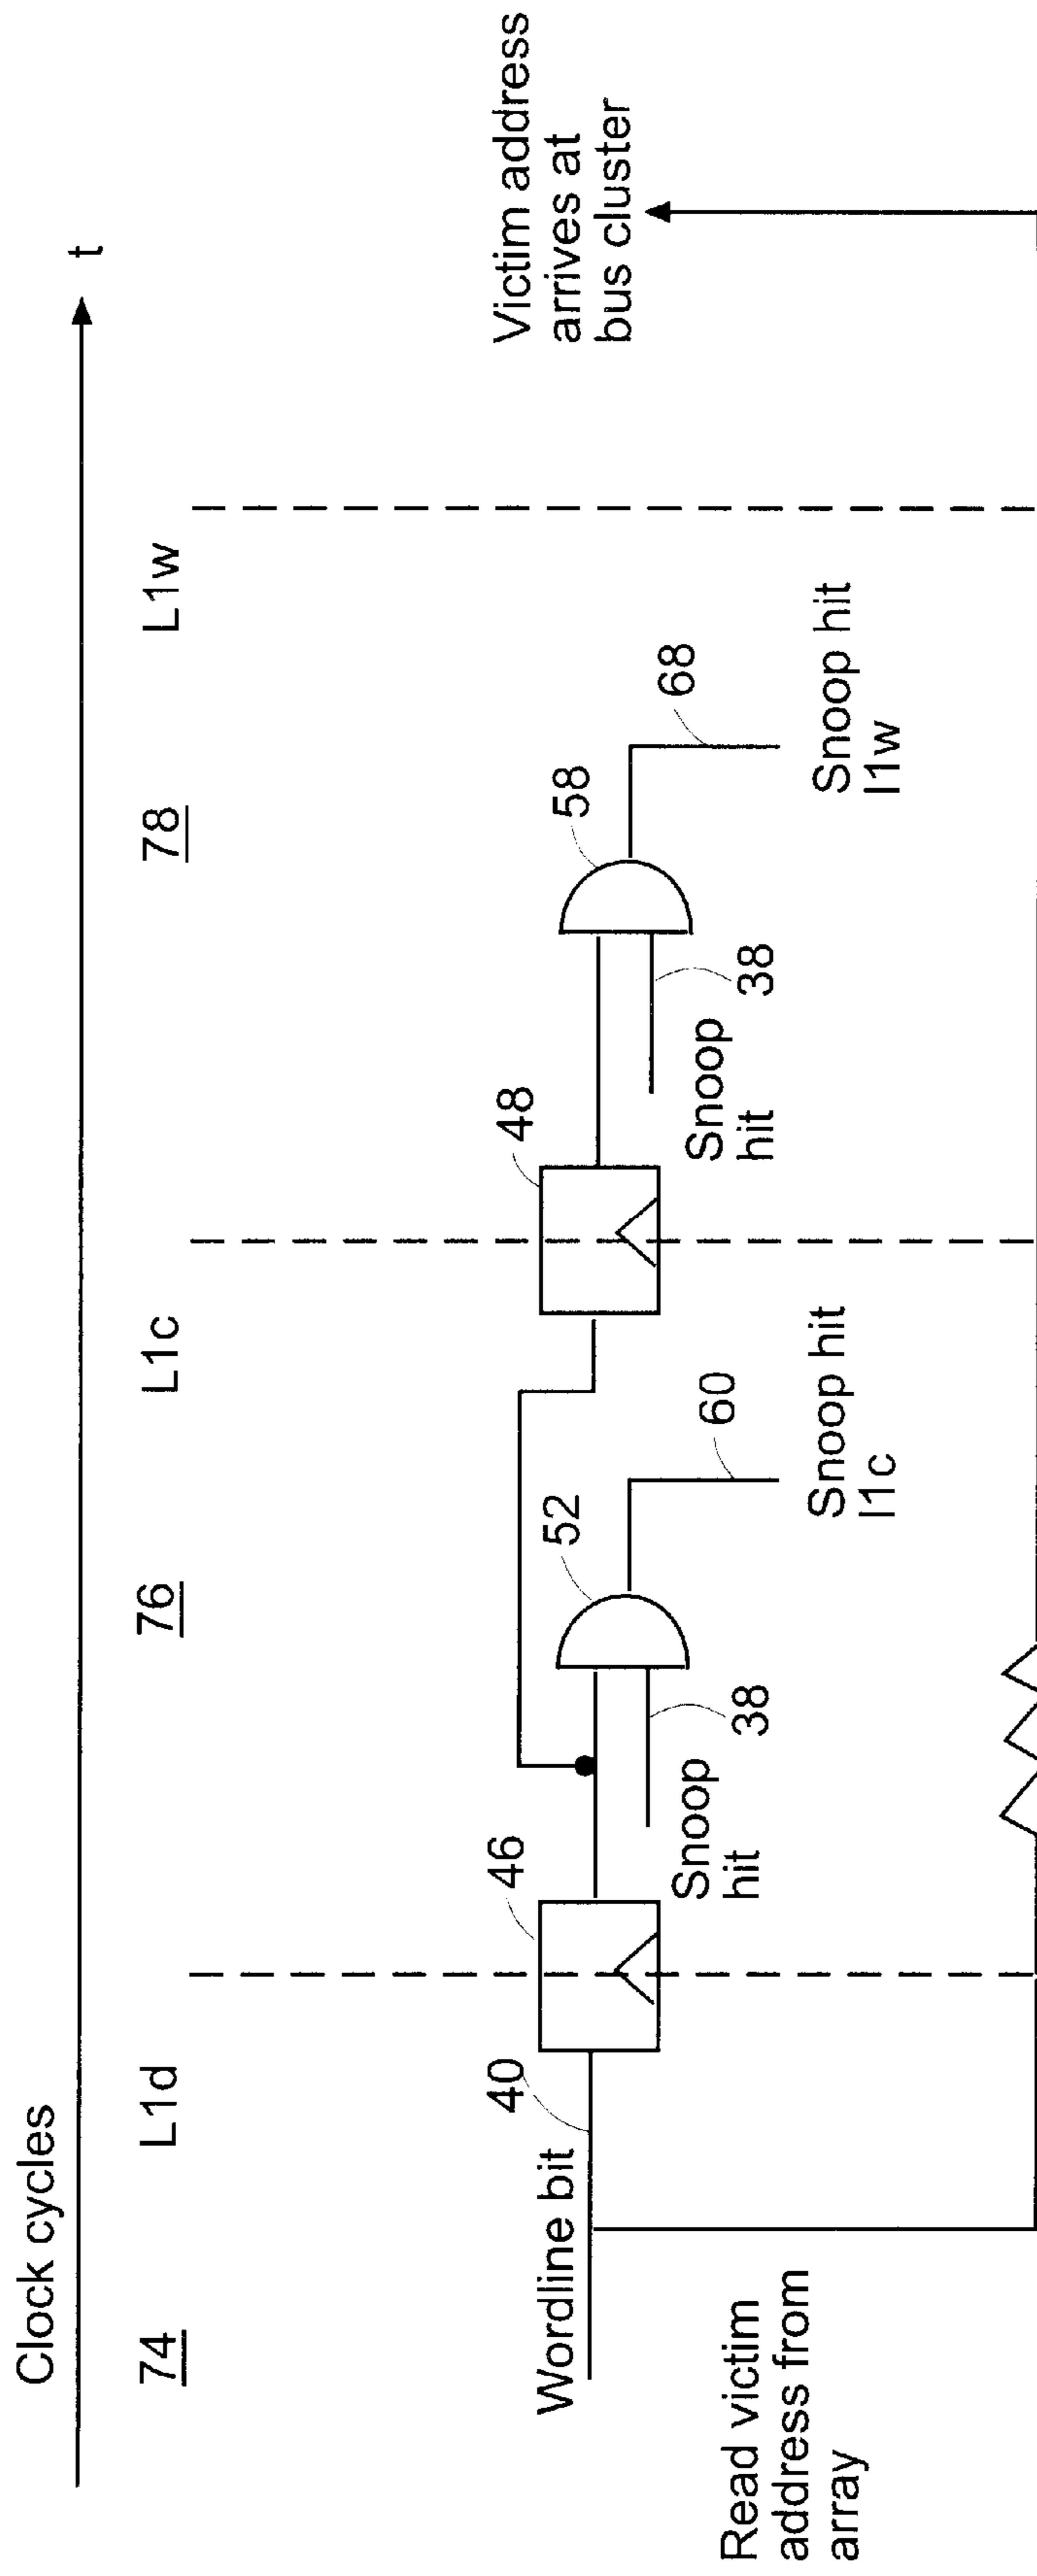 Clock cycles
t
74
L1d
76
L1c
78
L1w
Wordline bit
40
46
52
48
58
Victim address
arrives at
bus cluster
Snoop
hit
38
60
Snoop
hit
38
68
Read victim
address from
array
Snoop hit
l1c
Snoop hit
l1w